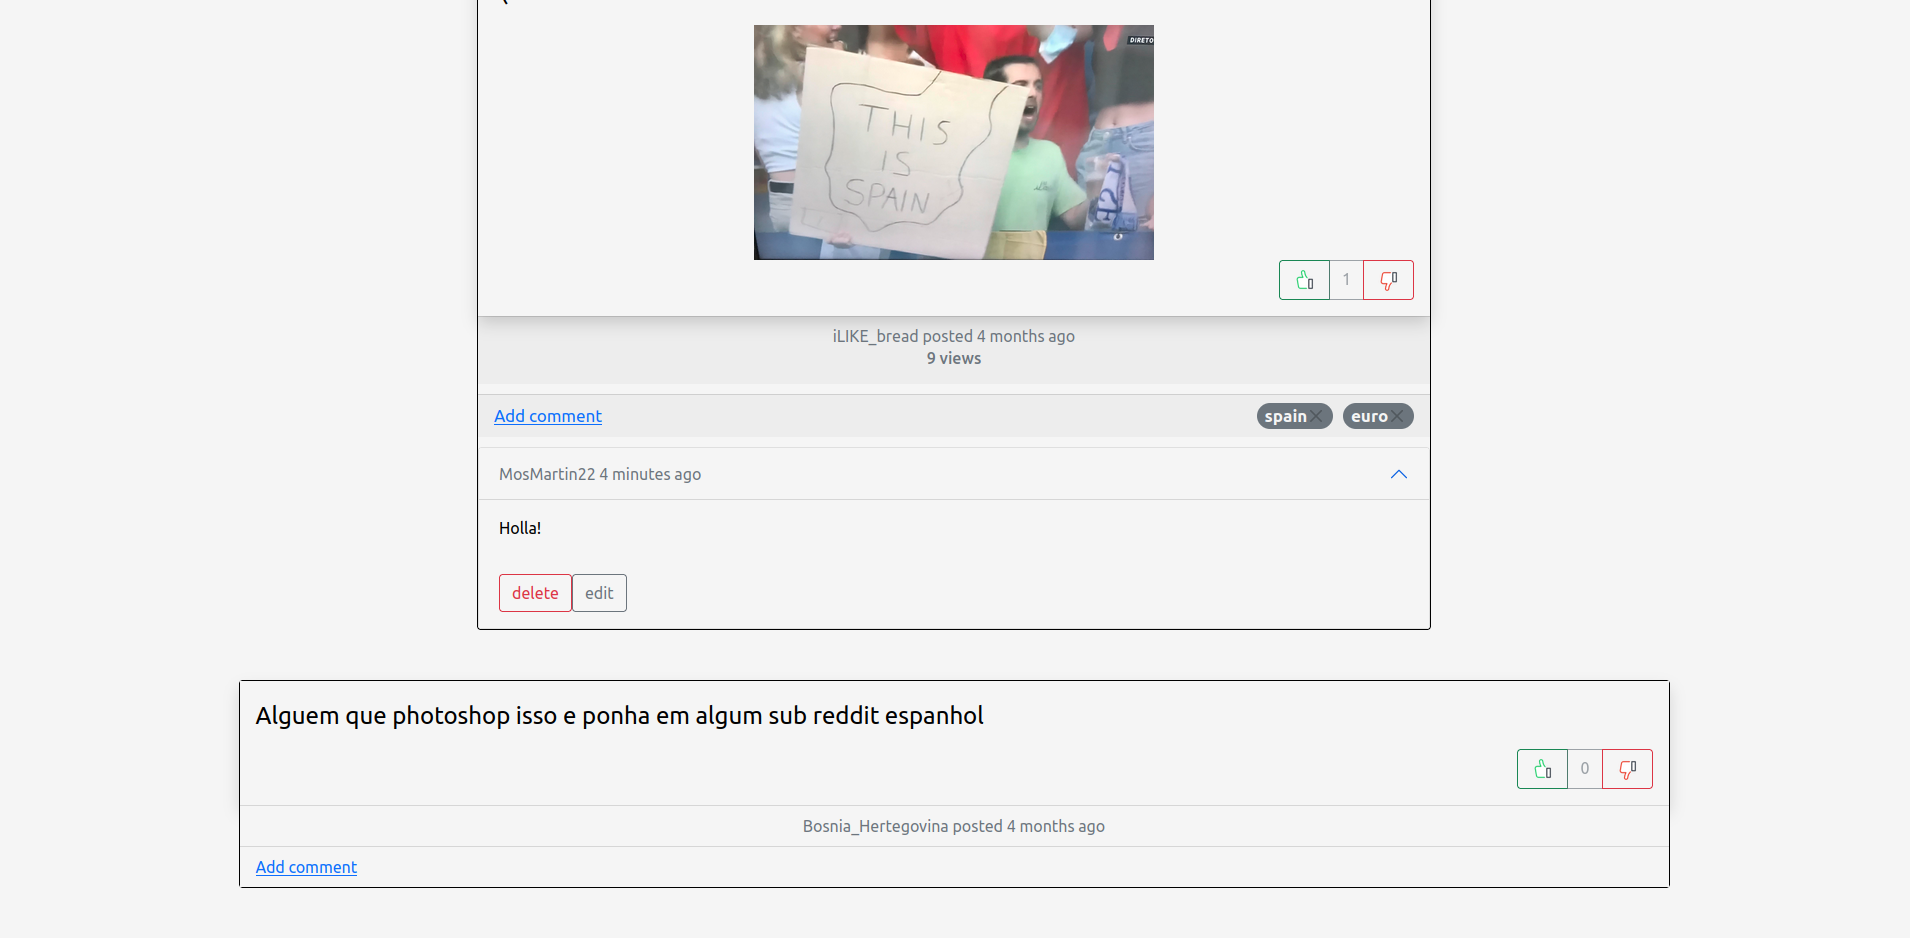 DIRETO
THIS
IS
SPAIN
1
iLIKE_bread posted 4 months ago
9 views
Add comment
spain
euro
MosMartin22 4 minutes ago
Holla!
delete
edit
Alguem que photoshop isso e ponha em algum sub reddit espanhol
0
Bosnia_Hertegovina posted 4 months ago
Add comment